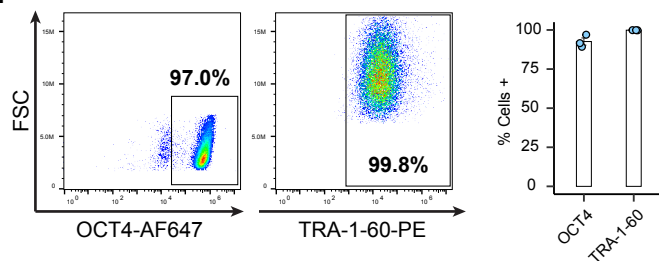 97.0%
99.8%
FSC
15M
10M
5.0M
0
10^0 10^2 10^4 10^6
OCT4-AF647
15M
10M
5.0M
0
10^0 10^2 10^4 10^6
TRA-1-60-PE
% Cells +
100
75
50
25
0
OCT4
TRA-1-60